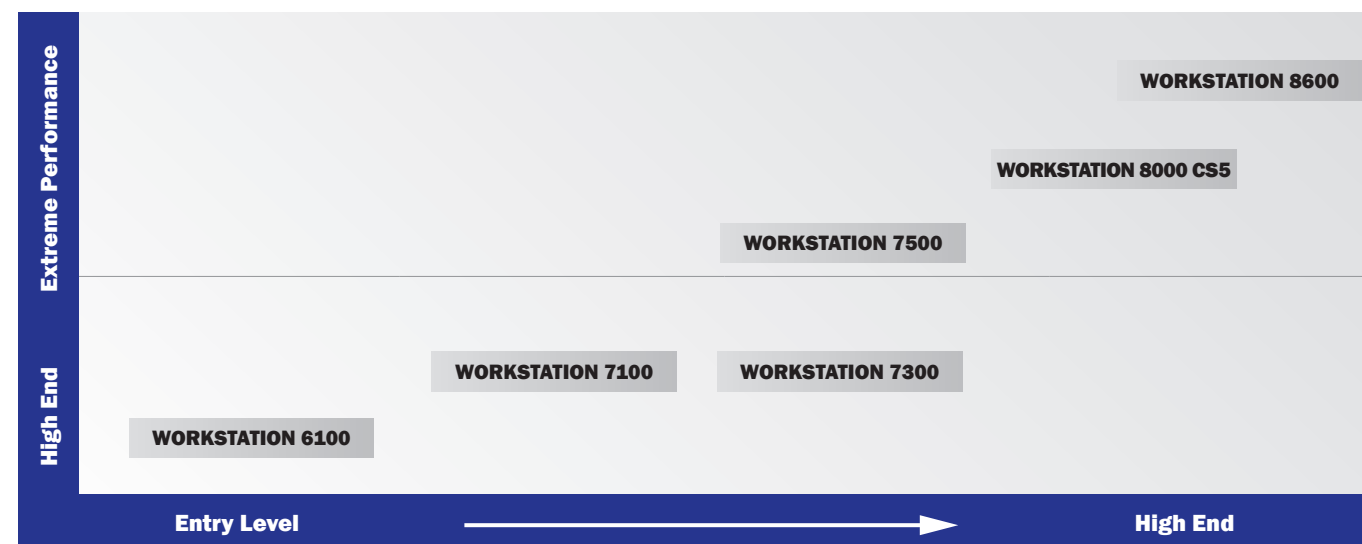 Extreme Performance
WORKSTATION 8600
WORKSTATION 8000 CS5
WORKSTATION 7500
High End
WORKSTATION 7100
WORKSTATION 7300
WORKSTATION 6100
Entry Level
High End